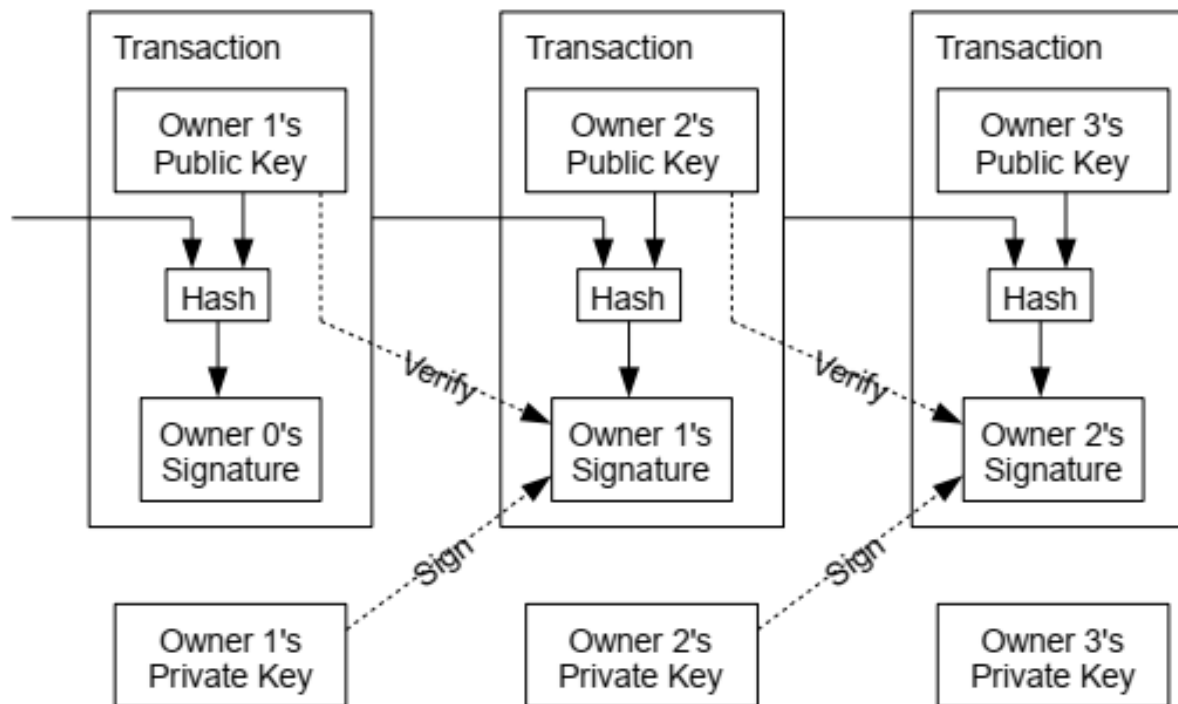 Transaction
Owner 1's
Public Key
Hash
Owner 0's
Signature
Transaction
Owner 2's
Public Key
Hash
Verify
Owner 1's
Signature
Transaction
Owner 3's
Public Key
Hash
Verify
Owner 2's
Signature
Sign
Sign
Owner 1's
Private Key
Owner 2's
Private Key
Owner 3's
Private Key